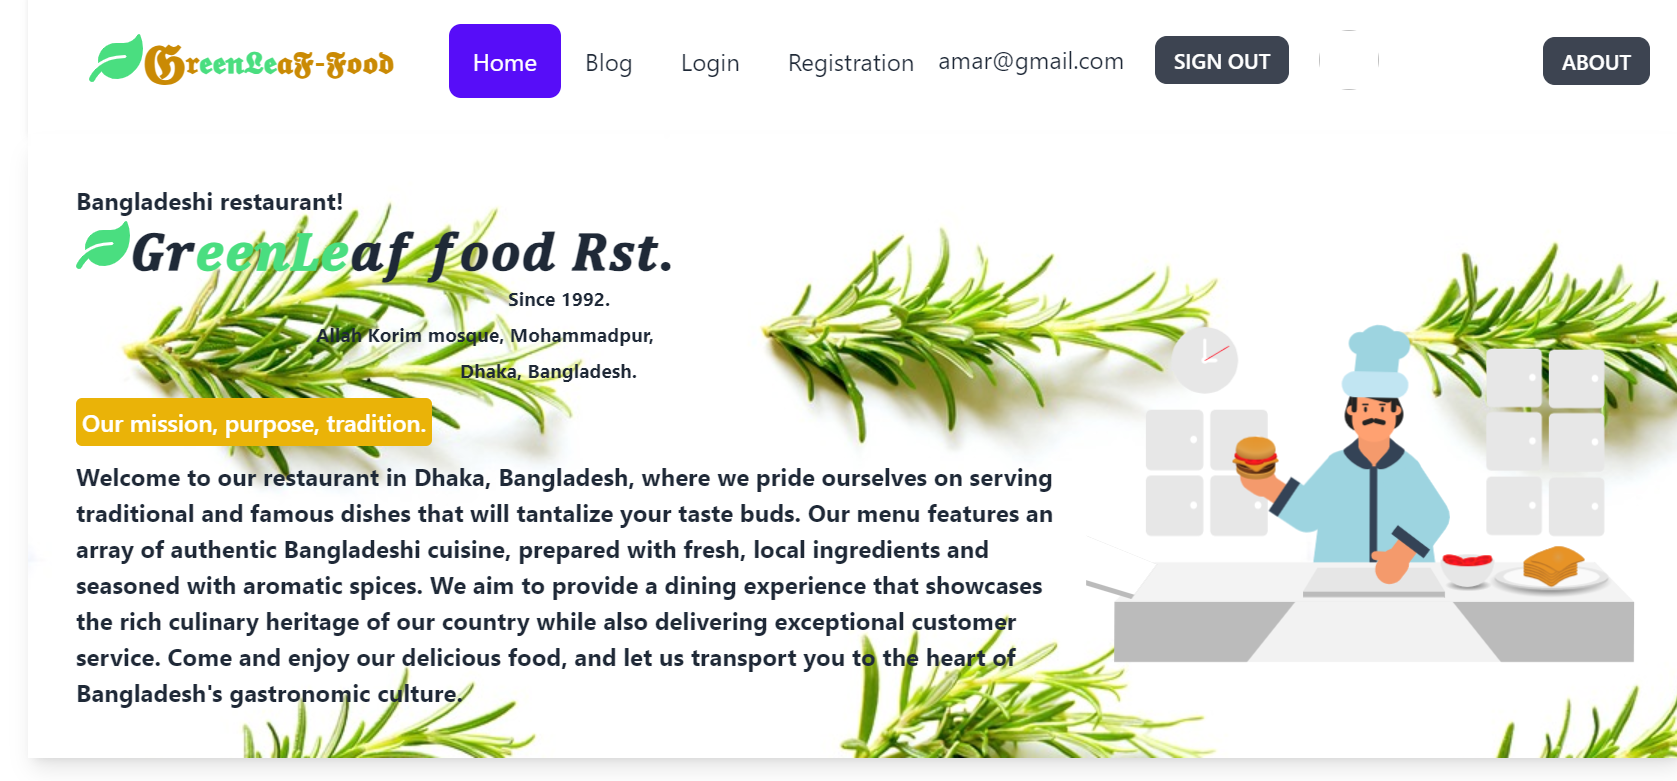 GreenLeaF-Food
Home
Blog
Login
Registration
amar@gmail.com
SIGN OUT
ABOUT
Bangladeshi restaurant!
GreenLeaf food Rst.
Since 1992.
Allah Korim mosque, Mohammadpur,
Dhaka, Bangladesh.
Our mission, purpose, tradition.
Welcome to our restaurant in Dhaka, Bangladesh, where we pride ourselves on serving
traditional and famous dishes that will tantalize your taste buds. Our menu features an
array of authentic Bangladeshi cuisine, prepared with fresh, local ingredients and
seasoned with aromatic spices. We aim to provide a dining experience that showcases
the rich culinary heritage of our country while also delivering exceptional customer
service. Come and enjoy our delicious food, and let us transport you to the heart of
Bangladesh's gastronomic culture.